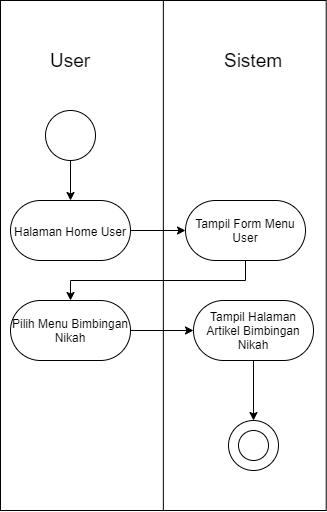 User
Sistem
Halaman Home User
Tampil Form Menu
User
Pilih Menu Bimbingan
Nikah
Tampil Halaman
Artikel Bimbingan
Nikah